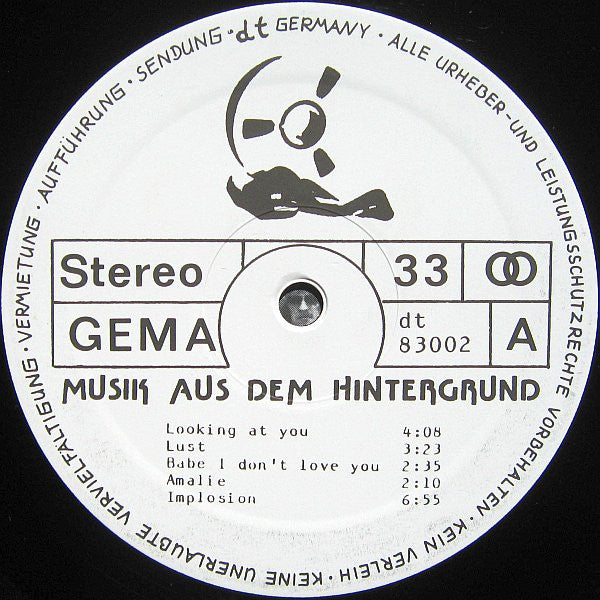 dt GERMANY · ALLE URHEBER-UND LEISTUNGSSCHUTZRECHTE VORBEHALTEN · KEIN VERLEIH · KEINE UNERLAUBTE VERVIELFALTIGUNG · VERMIETUNG · AUFFÜHRUNG · SENDUNG ·
Stereo 33
GEMA dt 83002 A
MUSIK AUS DEM HINTERGRUND
Looking at you 4:08
Lust 3:23
Babe I don't love you 2:35
Amalie 2:10
Implosion 6:55